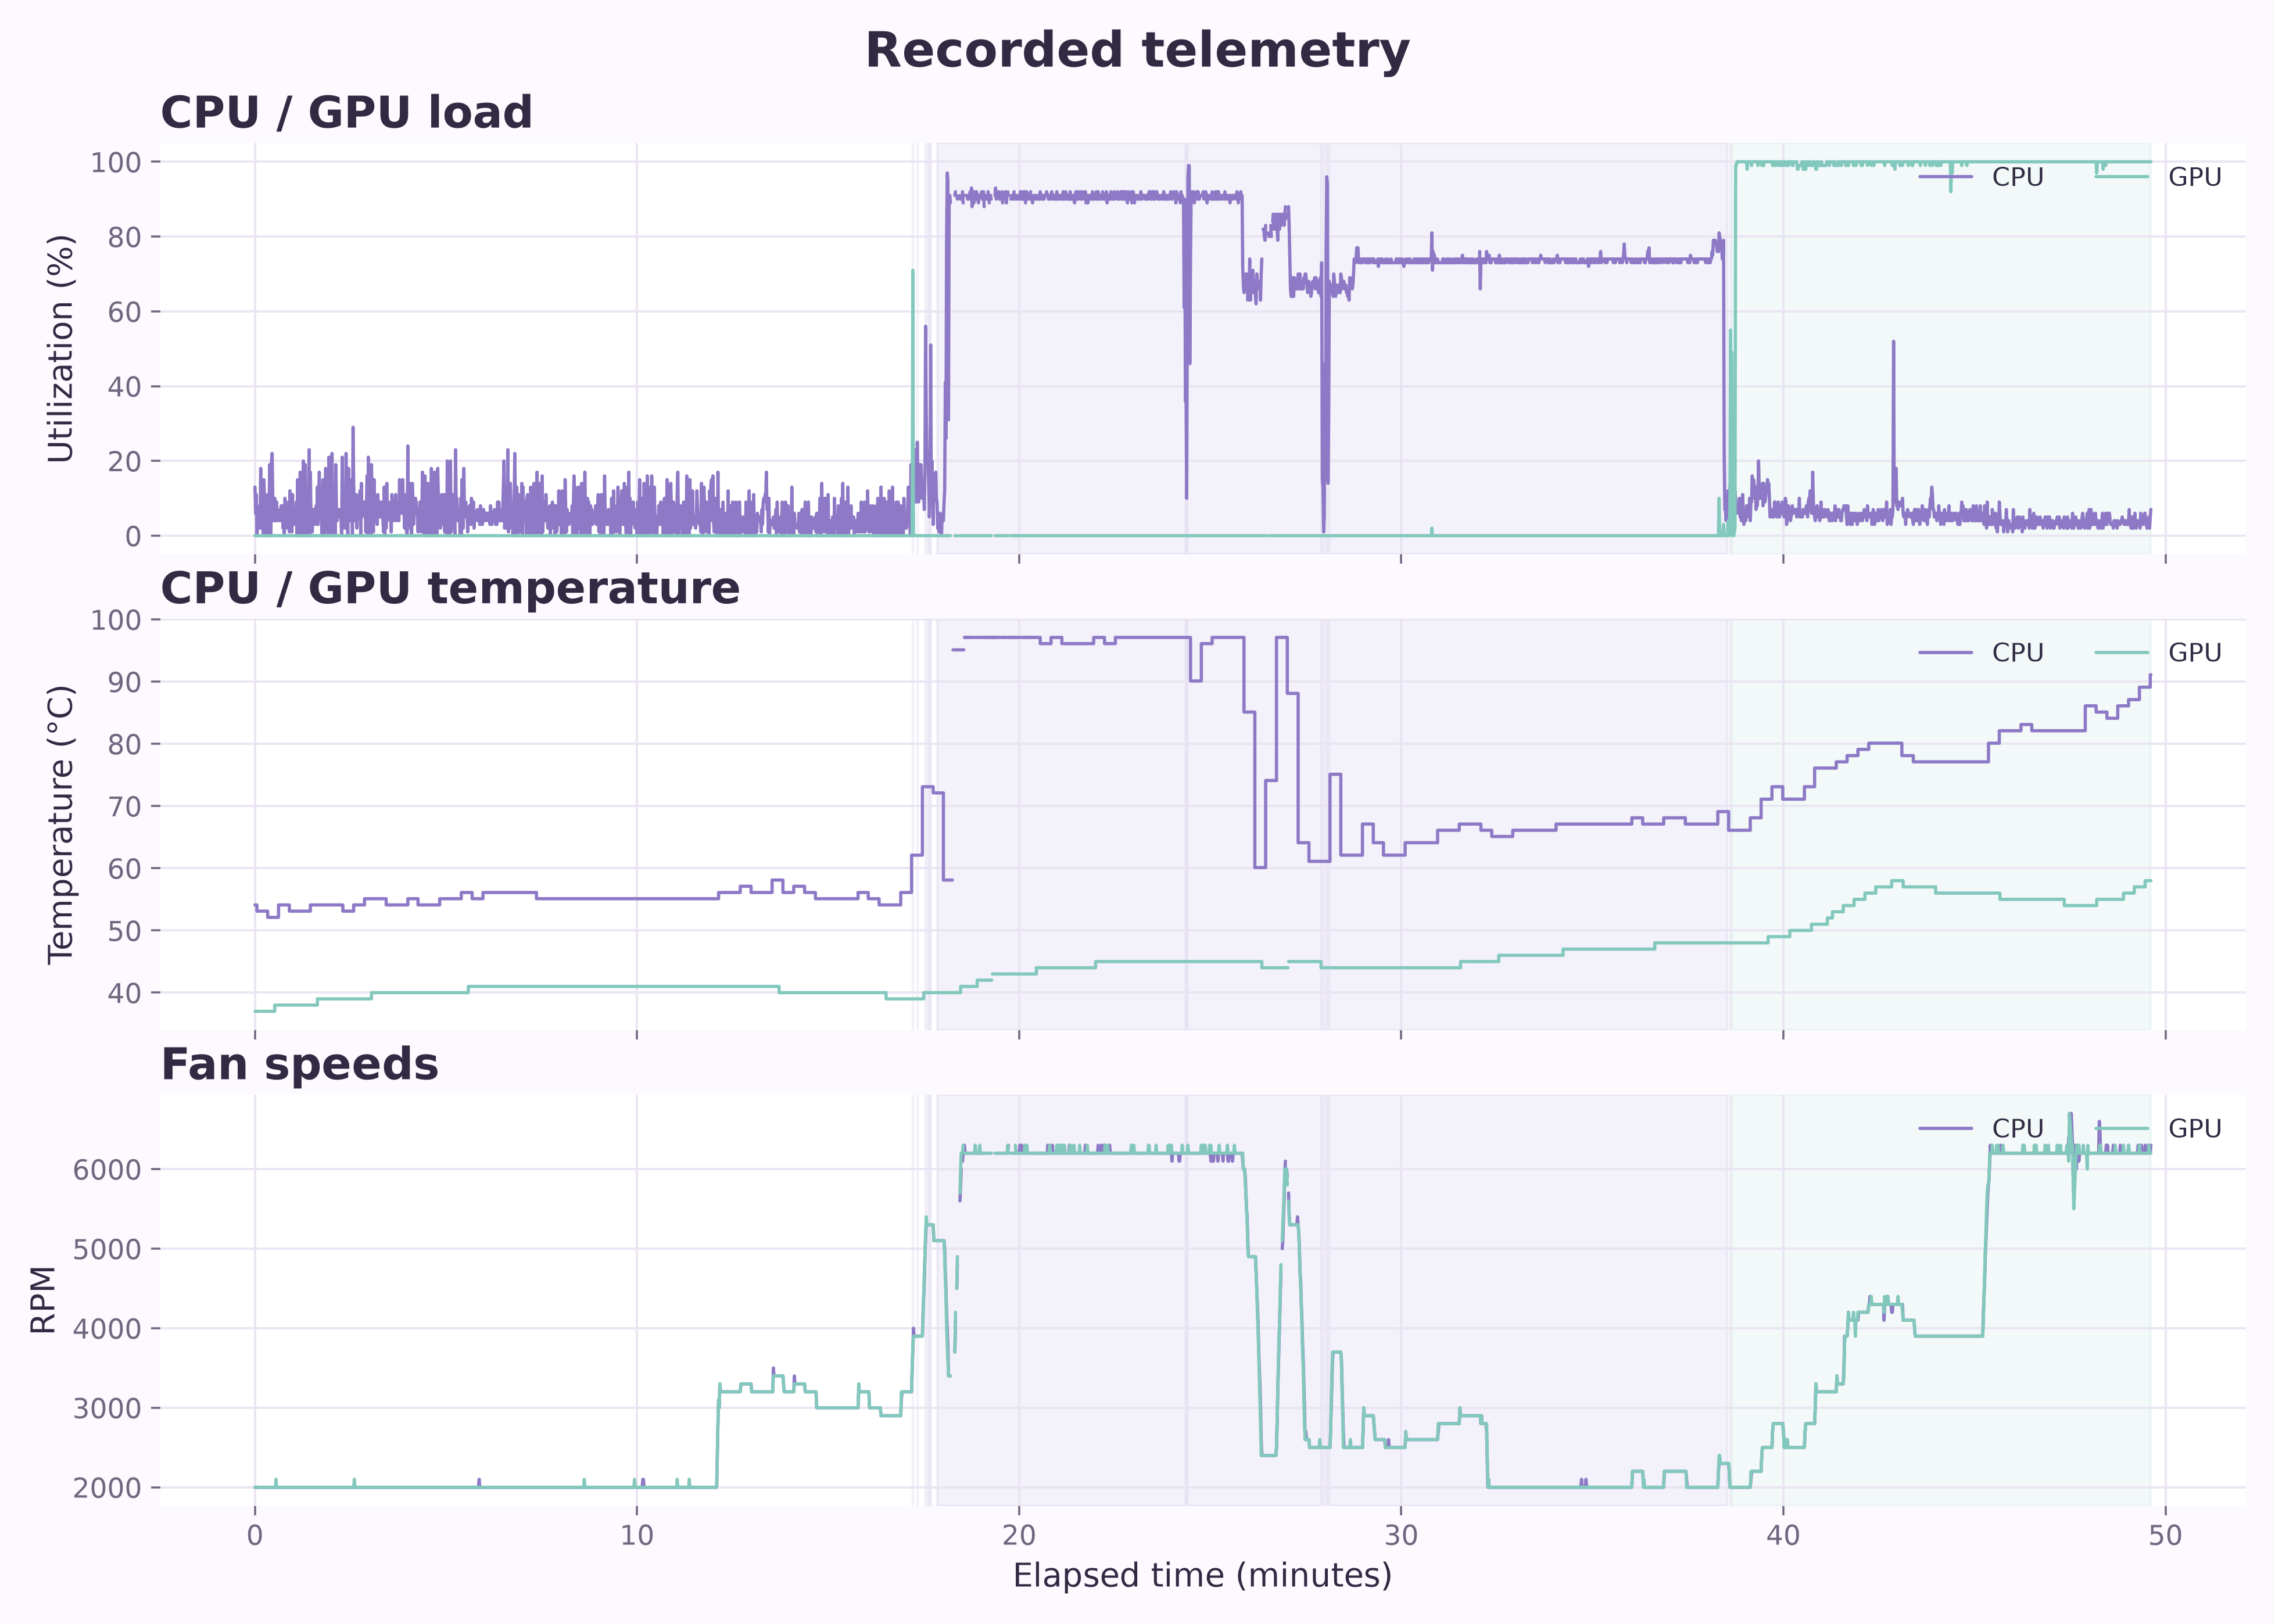 Recorded telemetry
CPU / GPU load
100
80
60
40
20
0
Utilization (%)
CPU
GPU
CPU / GPU temperature
100
90
80
70
60
50
40
Temperature (°C)
CPU
GPU
Fan speeds
6000
5000
4000
3000
2000
RPM
CPU
GPU
0 10 20 30 40 50
Elapsed time (minutes)